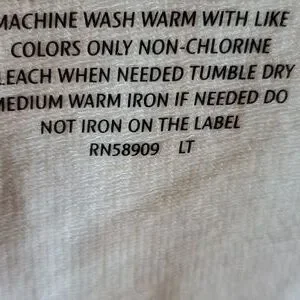 MACHINE WASH WARM WITH LIKE
COLORS ONLY NON-CHLORINE
BLEACH WHEN NEEDED TUMBLE DRY
MEDIUM WARM IRON IF NEEDED DO
NOT IRON ON THE LABEL
RN58909 LT